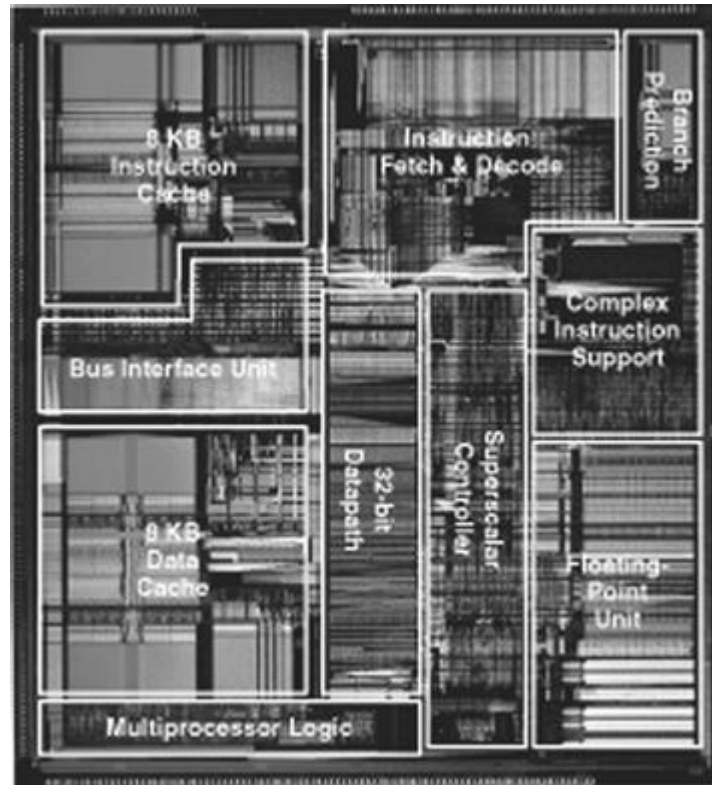 8 KB
Instruction
Cache
Instruction
Fetch & Decode
Branch
Prediction
Complex
Instruction
Support
Bus Interface Unit
32-bit
Datapath
Superscalar
Controller
8 KB
Data
Cache
Floating-
Point
Unit
Multiprocessor Logic